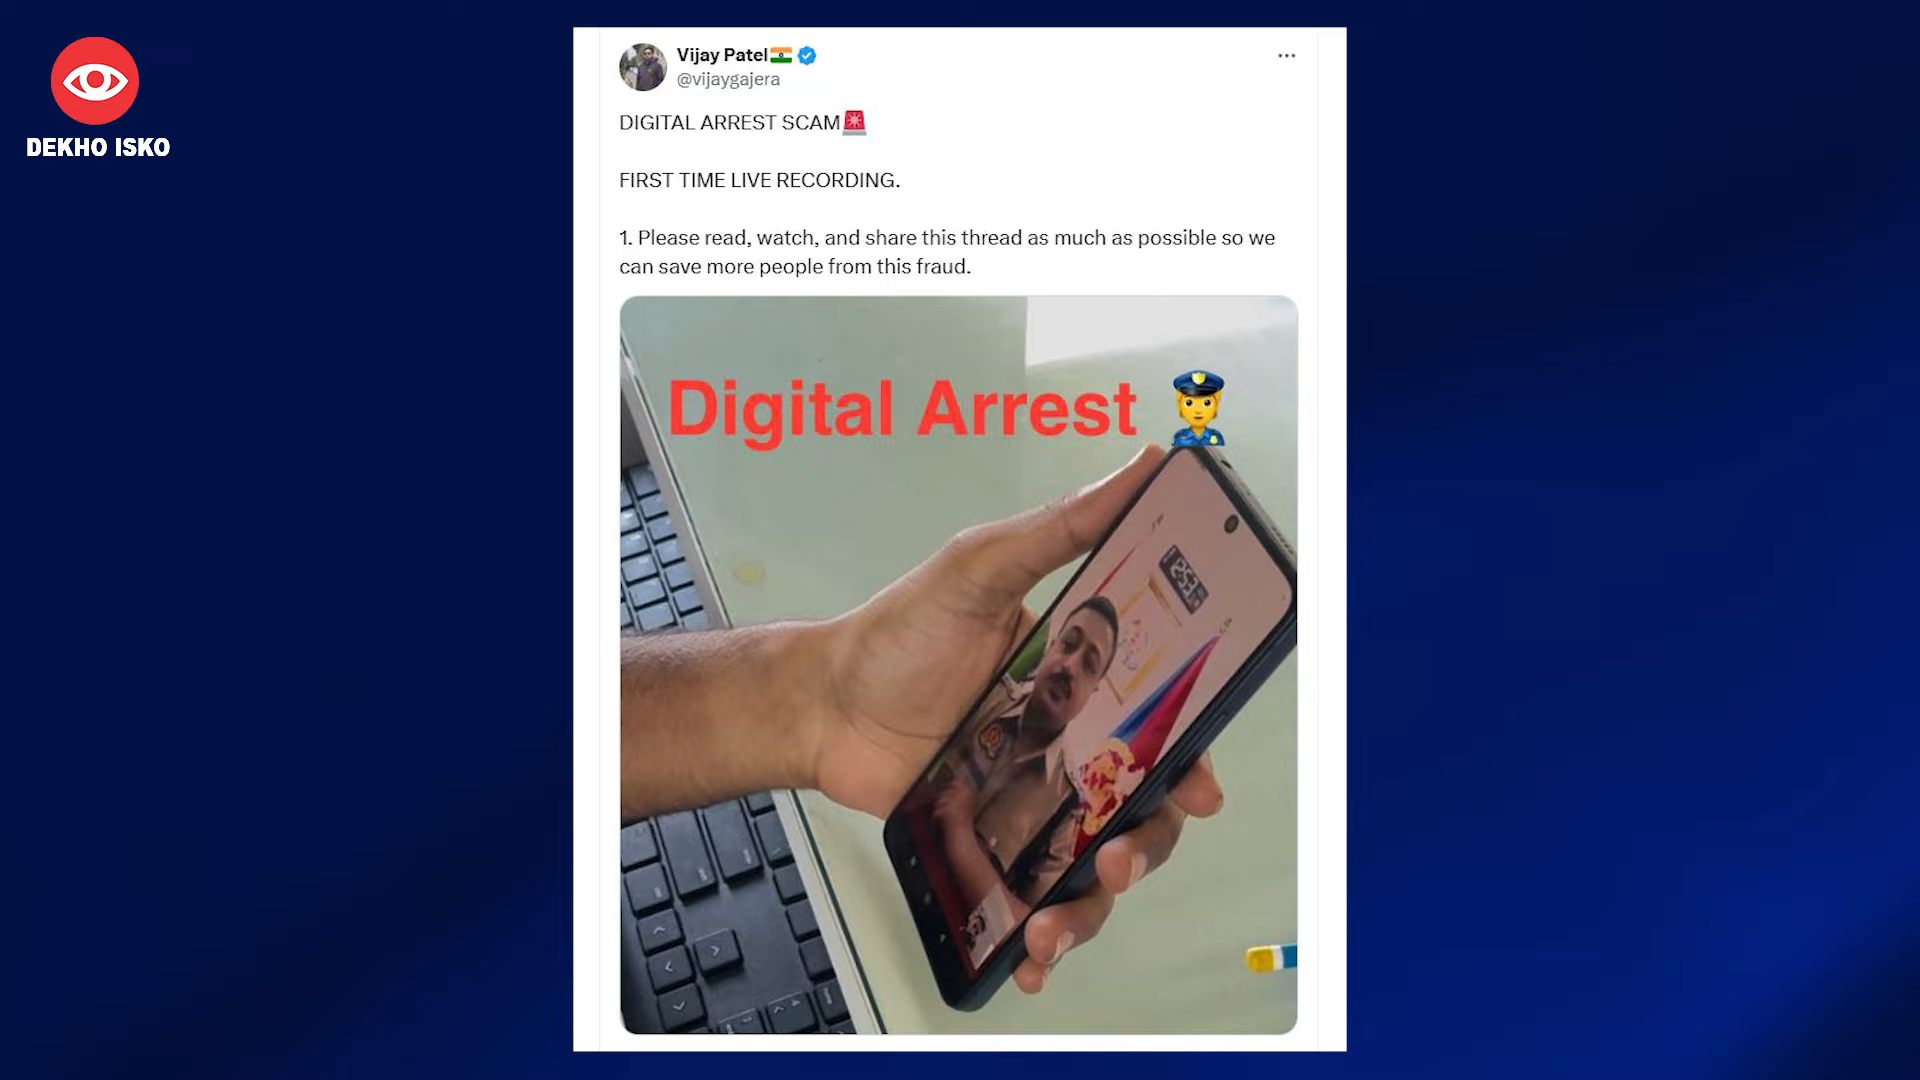 DEKHO ISKO
Vijay Patel
@vijaygajera
DIGITAL ARREST SCAM
FIRST TIME LIVE RECORDING.
1. Please read, watch, and share this thread as much as possible so we
can save more people from this fraud.
Digital Arrest